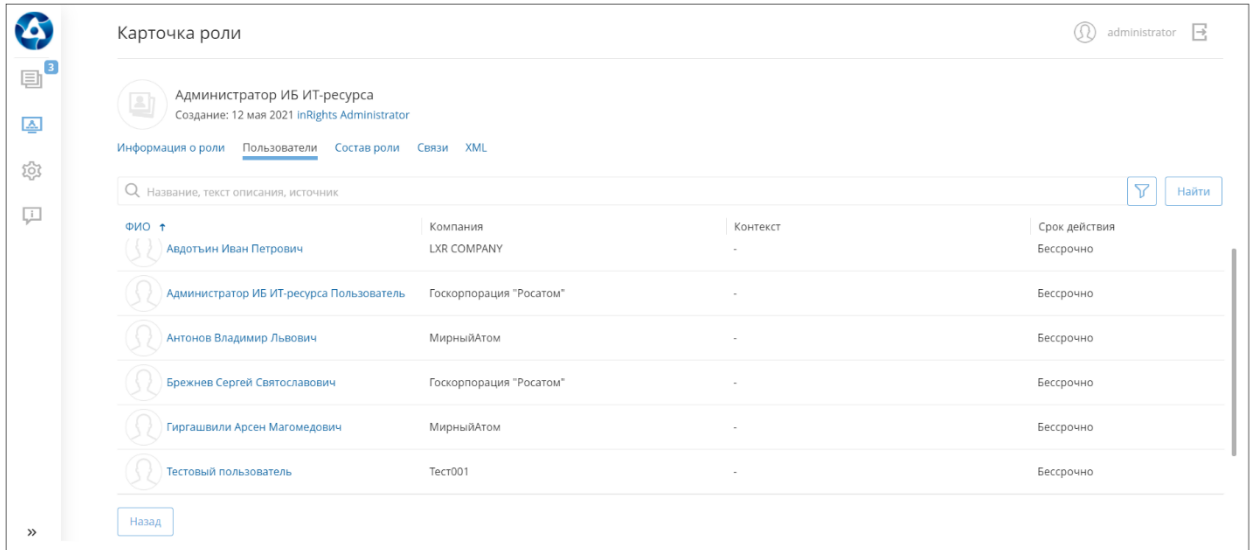 Карточка роли
administrator
3
Администратор ИБ ИТ-ресурса
Создание: 12 мая 2021 inRights Administrator
Информация о роли Пользователи Состав роли Связи XML
Название, текст описания, источник Найти
ФИО ↑ Компания Контекст Срок действия
Авдотъин Иван Петрович LXR COMPANY - Бессрочно
Администратор ИБ ИТ-ресурса Пользователь Госкорпорация "Росатом" - Бессрочно
Антонов Владимир Львович МирныйАтом - Бессрочно
Брежнев Сергей Святославович Госкорпорация "Росатом" - Бессрочно
Гиргашвили Арсен Магомедович МирныйАтом - Бессрочно
Тестовый пользователь Тест001 - Бессрочно
Назад
»